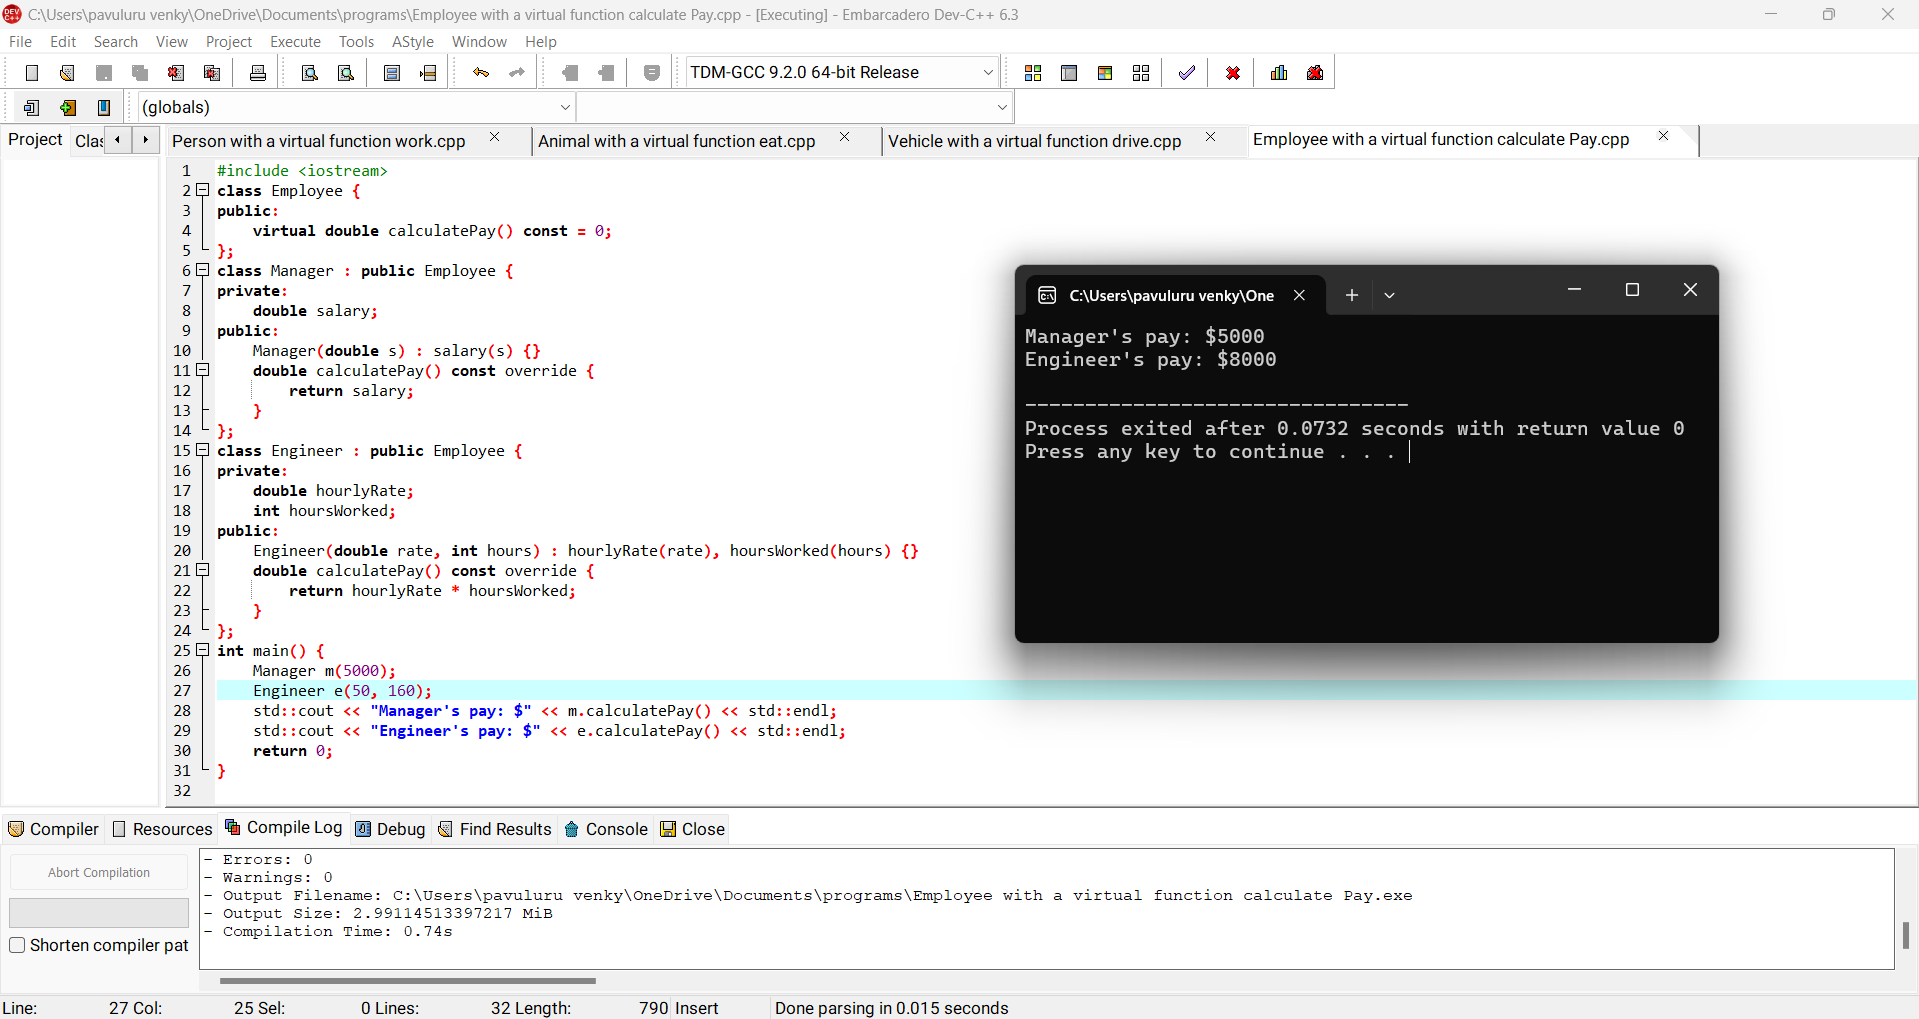 C:\Users\pavuluru venky\OneDrive\Documents\programs\Employee with a virtual function calculate Pay.cpp - [Executing] - Embarcadero Dev-C++ 6.3
File Edit Search View Project Execute Tools AStyle Window Help
TDM-GCC 9.2.0 64-bit Release
(globals)
Project Clas Person with a virtual function work.cpp Animal with a virtual function eat.cpp Vehicle with a virtual function drive.cpp Employee with a virtual function calculate Pay.cpp
1 #include <iostream>
2 class Employee {
3 public:
4 virtual double calculatePay() const = 0;
5 };
6 class Manager : public Employee {
7 private:
8 double salary;
9 public:
10 Manager(double s) : salary(s) {}
11 double calculatePay() const override {
12 return salary;
13 }
14 };
15 class Engineer : public Employee {
16 private:
17 double hourlyRate;
18 int hoursWorked;
19 public:
20 Engineer(double rate, int hours) : hourlyRate(rate), hoursWorked(hours) {}
21 double calculatePay() const override {
22 return hourlyRate * hoursWorked;
23 }
24 };
25 int main() {
26 Manager m(5000);
27 Engineer e(50, 160);
28 std::cout << "Manager's pay: $" << m.calculatePay() << std::endl;
29 std::cout << "Engineer's pay: $" << e.calculatePay() << std::endl;
30 return 0;
31 }
32
C:\Users\pavuluru venky\One
Manager's pay: $5000
Engineer's pay: $8000
--------------------------------
Process exited after 0.0732 seconds with return value 0
Press any key to continue . . .
Compiler Resources Compile Log Debug Find Results Console Close
Abort Compilation
Shorten compiler pat
- Errors: 0
- Warnings: 0
- Output Filename: C:\Users\pavuluru venky\OneDrive\Documents\programs\Employee with a virtual function calculate Pay.exe
- Output Size: 2.99114513397217 MiB
- Compilation Time: 0.74s
Line: 27 Col: 25 Sel: 0 Lines: 32 Length: 790 Insert Done parsing in 0.015 seconds